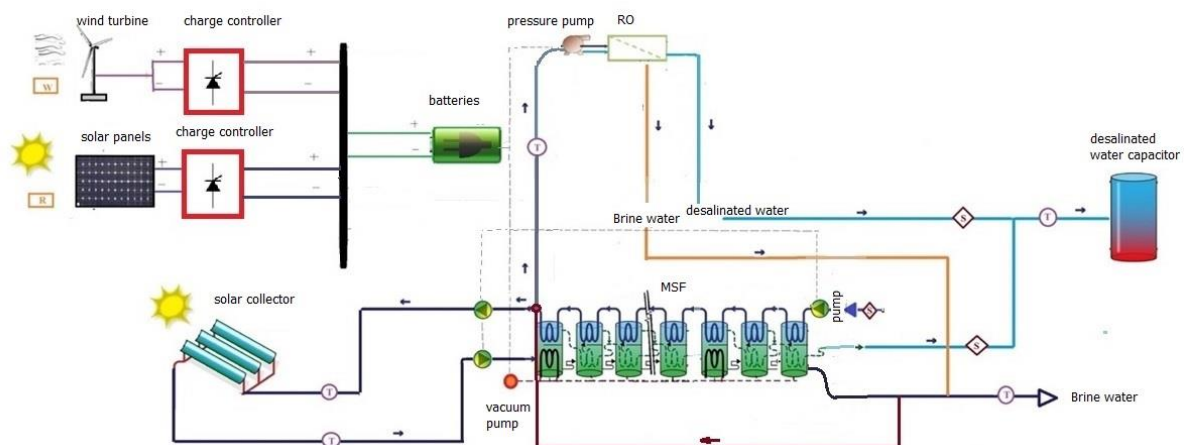 wind turbine
charge controller
pressure pump
RO
+
+
W
−
−
batteries
+
−
solar panels
charge controller
desalinated
water capacitor
T
+
+
−
−
R
Brine water
desalinated water
S
T
MSF
solar collector
pump
S
S
T
T
Brine water
vacuum
pump
T